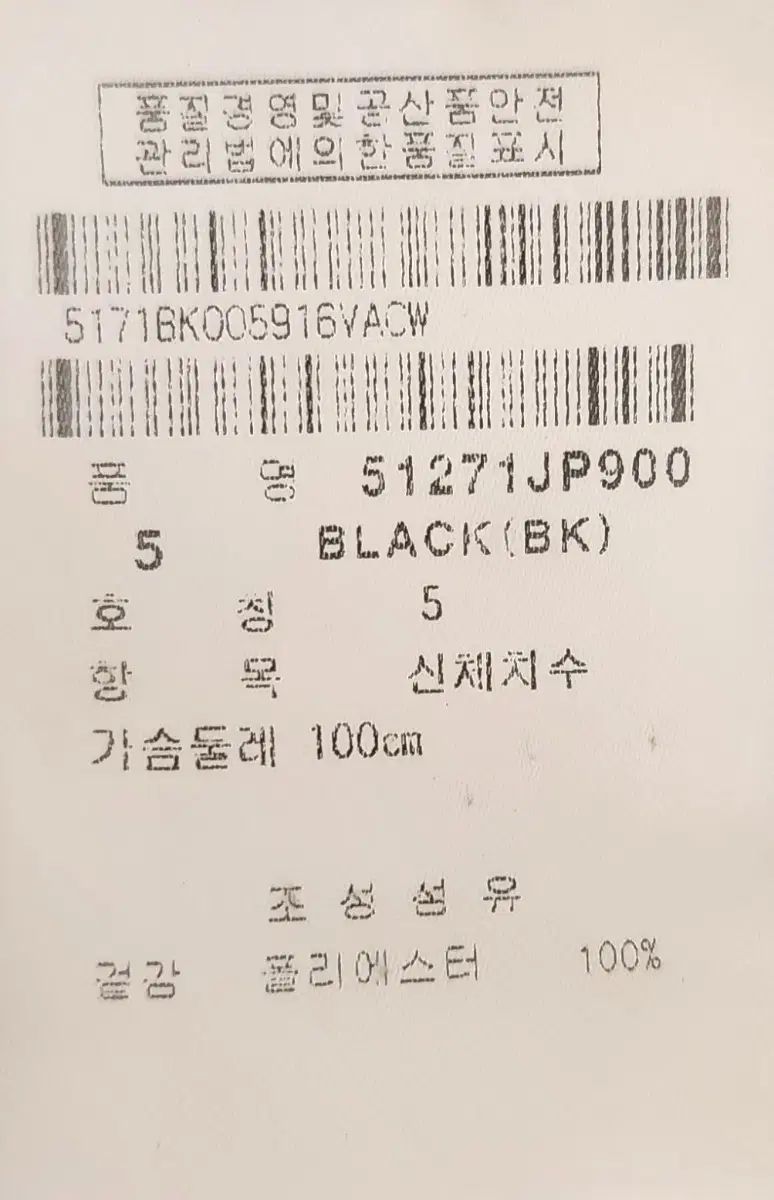 품질경영및공산품안전
관리법에의한품질표시
5171BK005916VACW
품 명 51271JP900
5 BLACK(BK)
호 칭 5
항 목 신체치수
가슴둘레 100cm
조성섬유
겉감 폴리에스터 100%